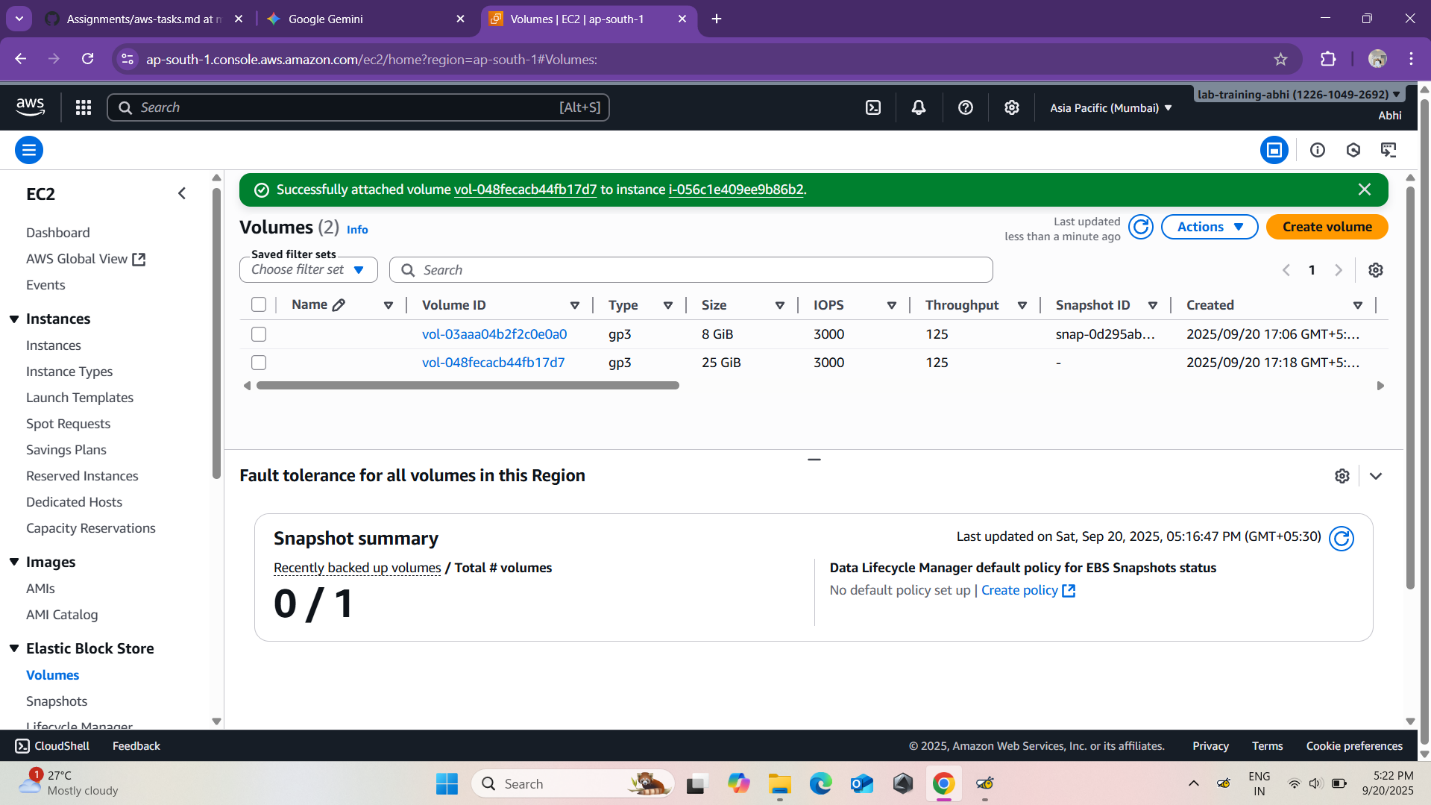 Assignments/aws-tasks.md at n
Google Gemini
Volumes | EC2 | ap-south-1
ap-south-1.console.aws.amazon.com/ec2/home?region=ap-south-1#Volumes:
aws
Search
[Alt+S]
Asia Pacific (Mumbai)
lab-training-abhi (1226-1049-2692)
Abhi
EC2
Dashboard
AWS Global View
Events
Instances
Instances
Instance Types
Launch Templates
Spot Requests
Savings Plans
Reserved Instances
Dedicated Hosts
Capacity Reservations
Images
AMIs
AMI Catalog
Elastic Block Store
Volumes
Snapshots
Lifecycle Manager
Successfully attached volume vol-048fecacb44fb17d7 to instance i-056c1e409ee9b86b2.
Volumes (2) Info
Last updated
less than a minute ago
Actions
Create volume
Saved filter sets
Choose filter set
Search
1
Name Volume ID Type Size IOPS Throughput Snapshot ID Created
vol-03aaa04b2f2c0e0a0 gp3 8 GiB 3000 125 snap-0d295ab... 2025/09/20 17:06 GMT+5:...
vol-048fecacb44fb17d7 gp3 25 GiB 3000 125 - 2025/09/20 17:18 GMT+5:...
Fault tolerance for all volumes in this Region
Snapshot summary
Last updated on Sat, Sep 20, 2025, 05:16:47 PM (GMT+05:30)
Recently backed up volumes / Total # volumes
0 / 1
Data Lifecycle Manager default policy for EBS Snapshots status
No default policy set up | Create policy
CloudShell
Feedback
© 2025, Amazon Web Services, Inc. or its affiliates.
Privacy
Terms
Cookie preferences
1
27°C
Mostly cloudy
Search
ENG
IN
5:22 PM
9/20/2025